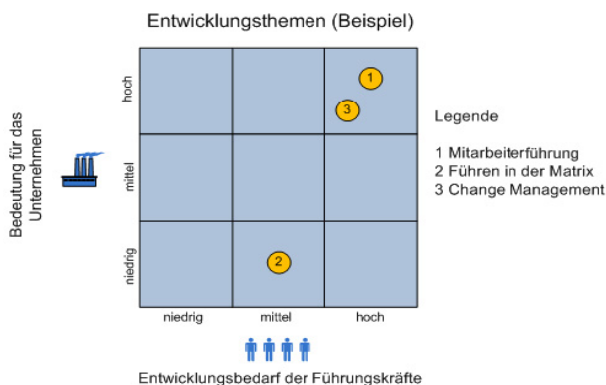 Entwicklungsthemen (Beispiel)
Bedeutung für das
Unternehmen
hoch
mittel
niedrig
1
3
2
niedrig
mittel
hoch
Entwicklungsbedarf der Führungskräfte
Legende
1 Mitarbeiterführung
2 Führen in der Matrix
3 Change Management